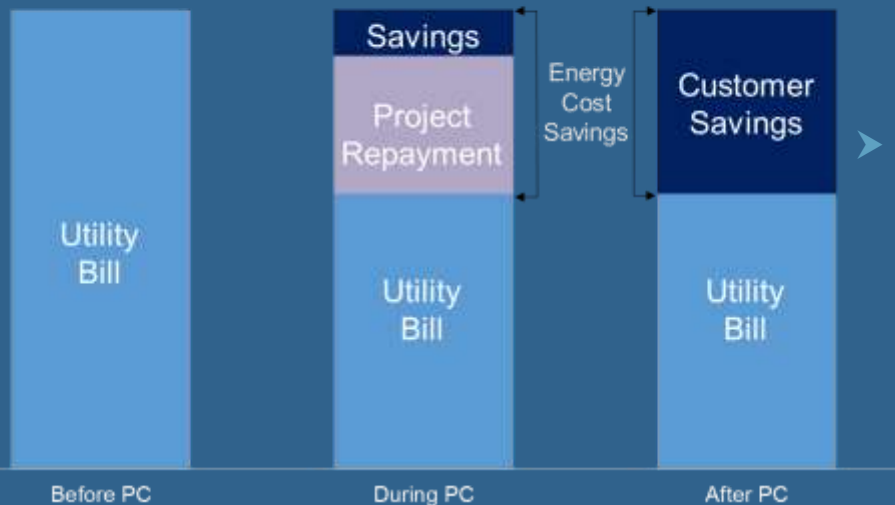 Utility
Bill
Savings
Project
Repayment
Utility
Bill
Energy
Cost
Savings
Customer
Savings
Utility
Bill
Before PC
During PC
After PC